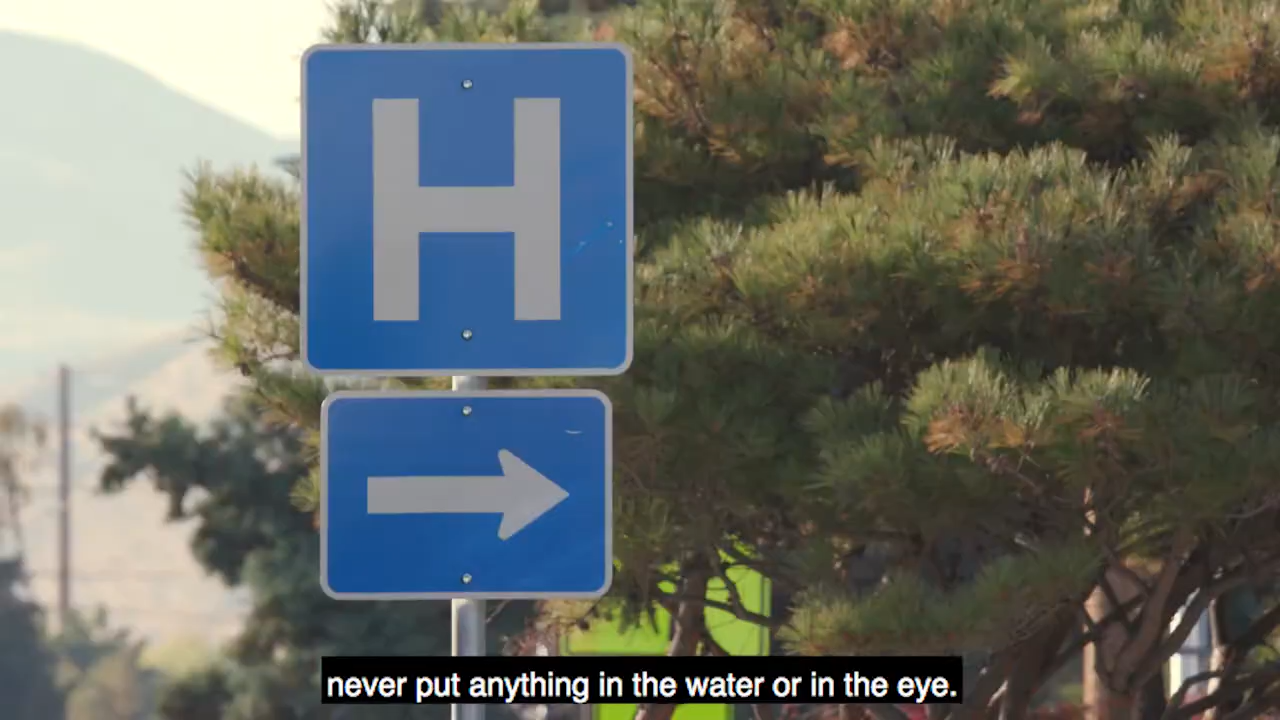 H
never put anything in the water or in the eye.